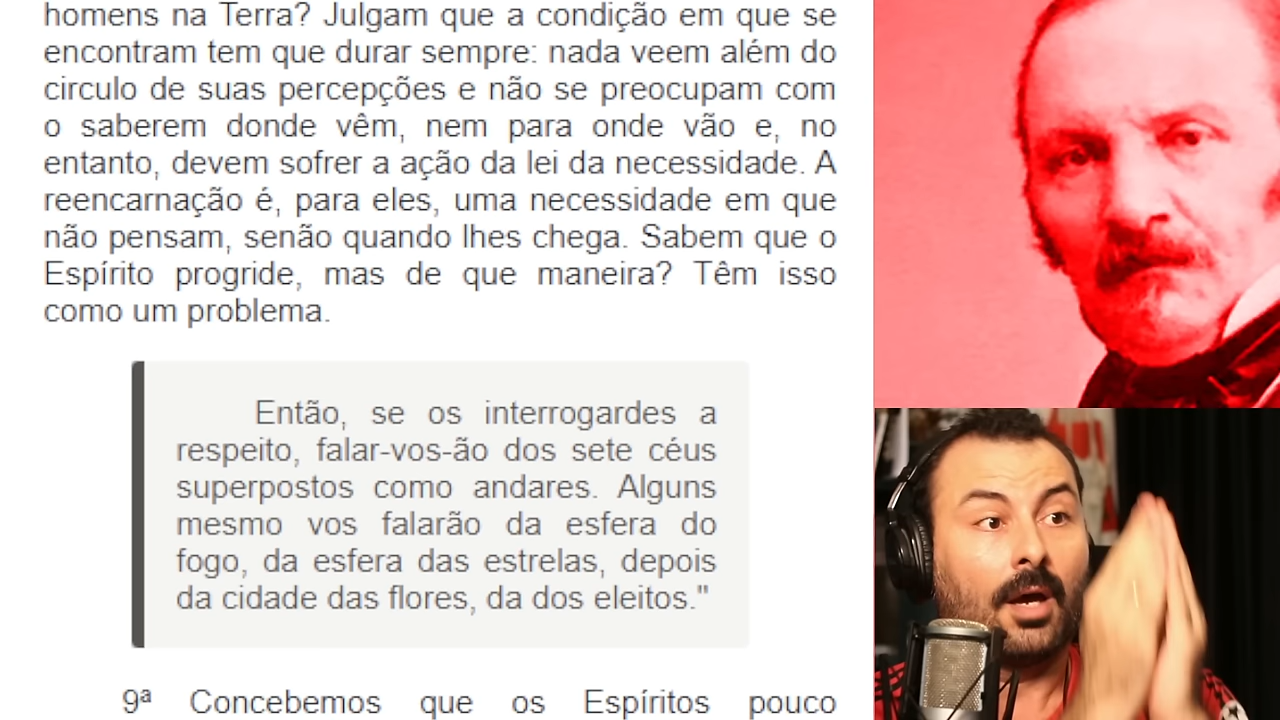 homens na Terra? Julgam que a condição em que se
encontram tem que durar sempre: nada veem além do
circulo de suas percepções e não se preocupam com
o saberem donde vêm, nem para onde vão e, no
entanto, devem sofrer a ação da lei da necessidade. A
reencarnação é, para eles, uma necessidade em que
não pensam, senão quando lhes chega. Sabem que o
Espírito progride, mas de que maneira? Têm isso
como um problema.
Então, se os interrogardes a
respeito, falar-vos-ão dos sete céus
superpostos como andares. Alguns
mesmo vos falarão da esfera do
fogo, da esfera das estrelas, depois
da cidade das flores, da dos eleitos."
9ª Concebemos que os Espíritos pouco